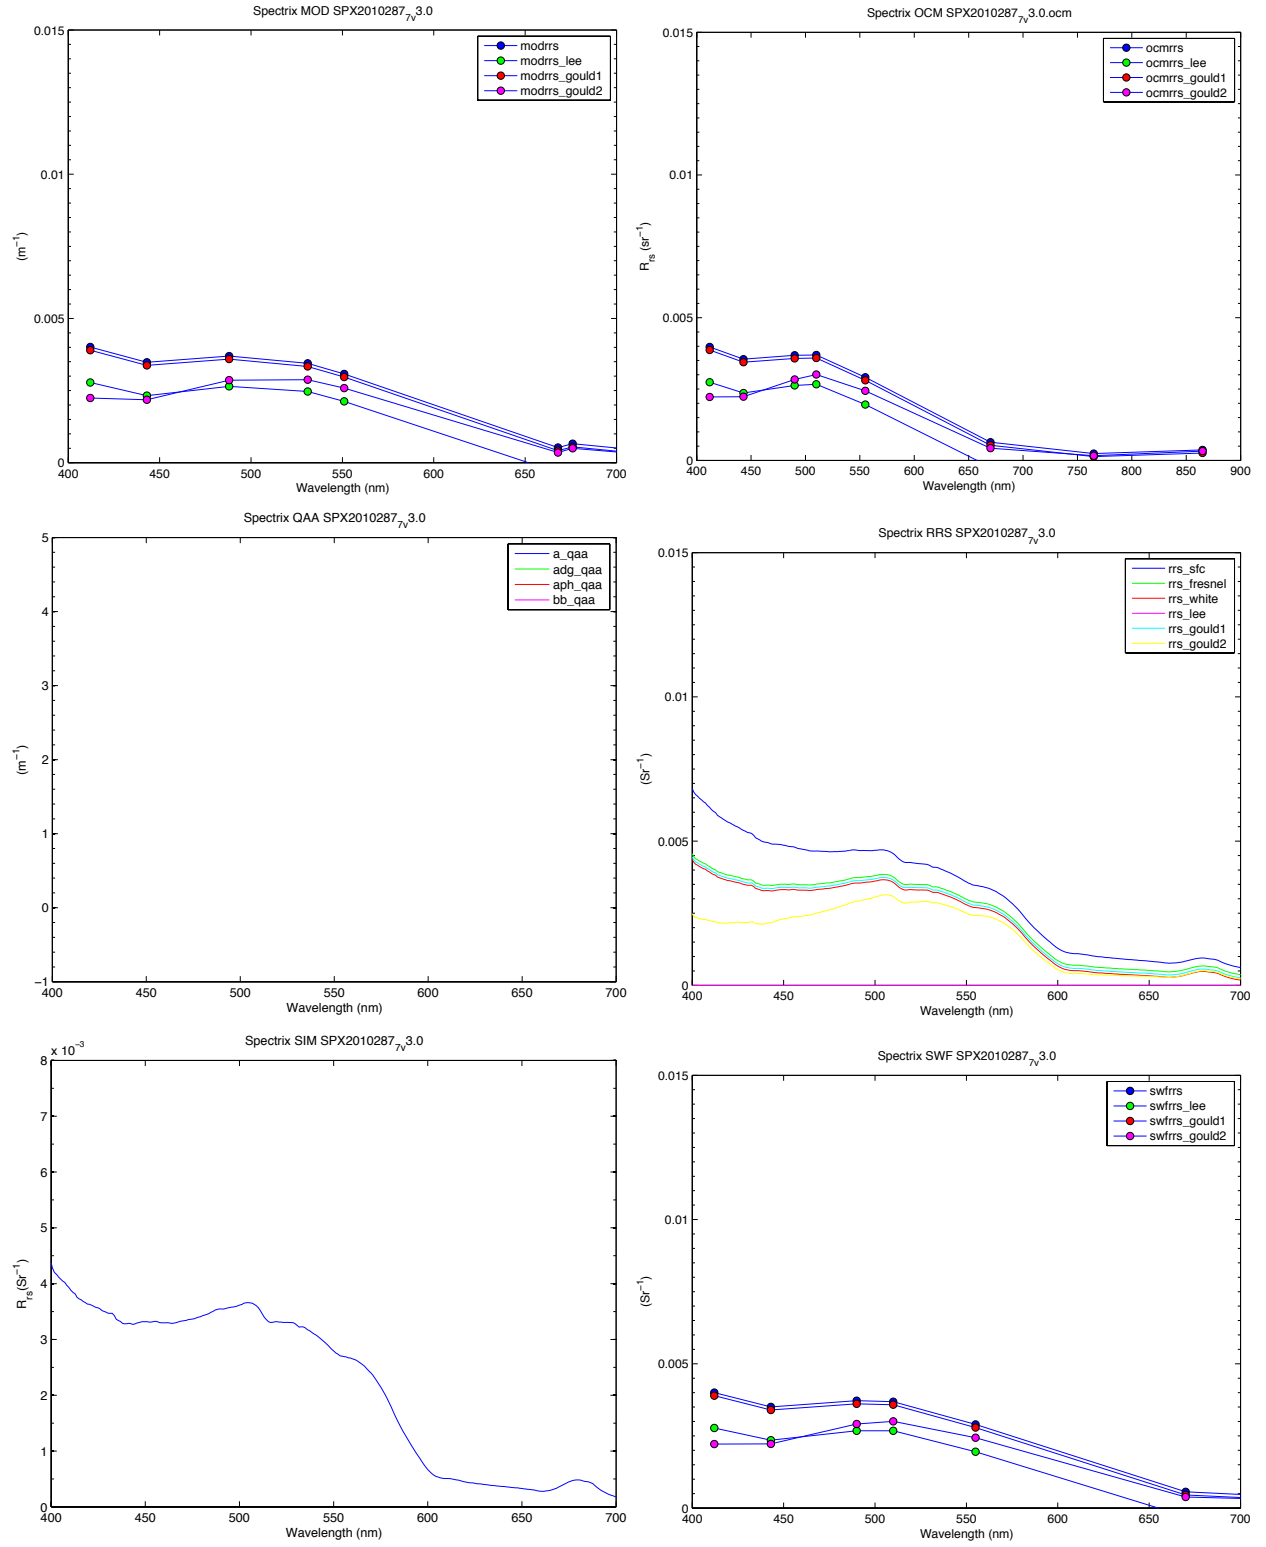 Spectrix MOD SPX2010287_7v3.0
0.015
0.01
0.005
0
(m^−1)
modrrs
modrrs_lee
modrrs_gould1
modrrs_gould2
400 450 500 550 600 650 700
Wavelength (nm)
Spectrix OCM SPX2010287_7v3.0.ocm
0.015
0.01
0.005
0
R_rs (sr^−1)
ocmrrs
ocmrrs_lee
ocmrrs_gould1
ocmrrs_gould2
400 450 500 550 600 650 700 750 800 850 900
Wavelength (nm)
Spectrix QAA SPX2010287_7v3.0
5
4
3
2
1
0
−1
(m^−1)
a_qaa
adg_qaa
aph_qaa
bb_qaa
400 450 500 550 600 650 700
Wavelength (nm)
Spectrix RRS SPX2010287_7v3.0
0.015
0.01
0.005
0
(Sr^−1)
rrs_sfc
rrs_fresnel
rrs_white
rrs_lee
rrs_gould1
rrs_gould2
400 450 500 550 600 650 700
Wavelength (nm)
Spectrix SIM SPX2010287_7v3.0
x 10^−3
8
7
6
5
4
3
2
1
0
R_rs(Sr^−1)
400 450 500 550 600 650 700
Wavelength (nm)
Spectrix SWF SPX2010287_7v3.0
0.015
0.01
0.005
0
(Sr^−1)
swfrrs
swfrrs_lee
swfrrs_gould1
swfrrs_gould2
400 450 500 550 600 650 700
Wavelength (nm)